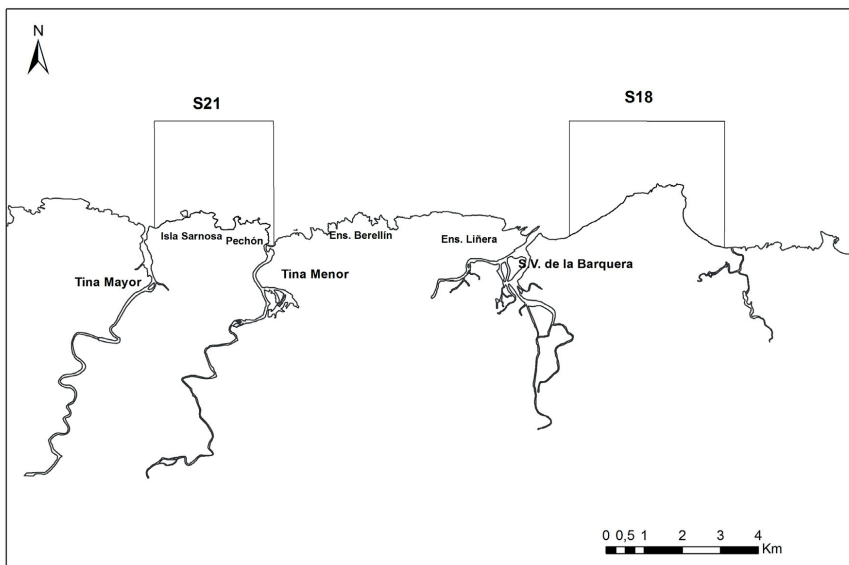 N
S21
S18
Isla Sarnosa
Pechón
Ens. Berellín
Ens. Liñera
Tina Mayor
Tina Menor
S.V. de la Barquera
0 0,5 1 2 3 4
Km